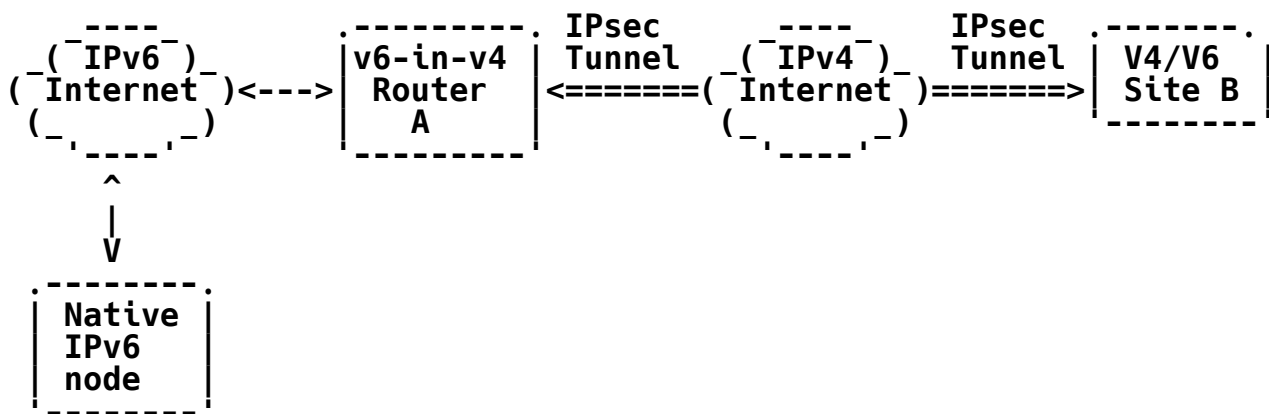 IPsec IPsec
IPv6 v6-in-v4 Tunnel IPv4 Tunnel V4/V6
Internet Router Internet Site B
A
Native
IPv6
node